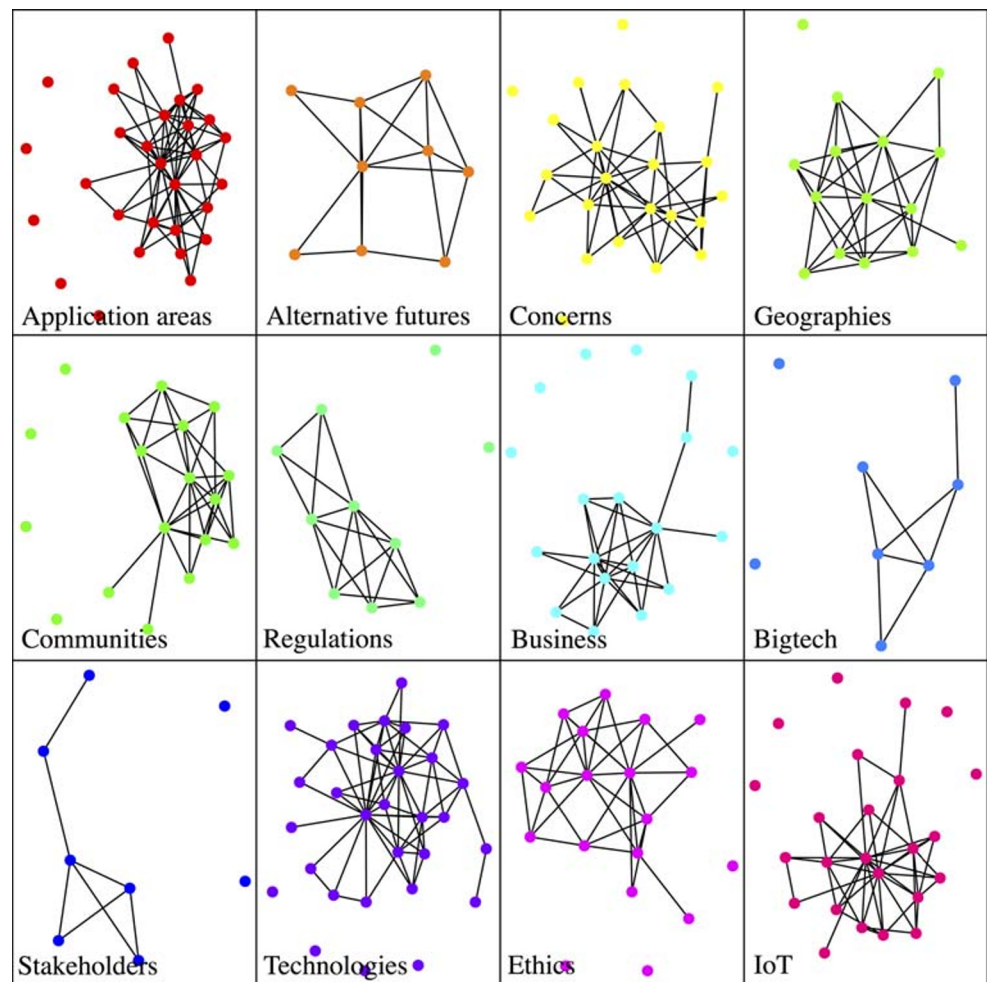 Application areas
Alternative futures
Concerns
Geographies
Communities
Regulations
Business
Bigtech
Stakeholders
Technologies
Ethics
IoT